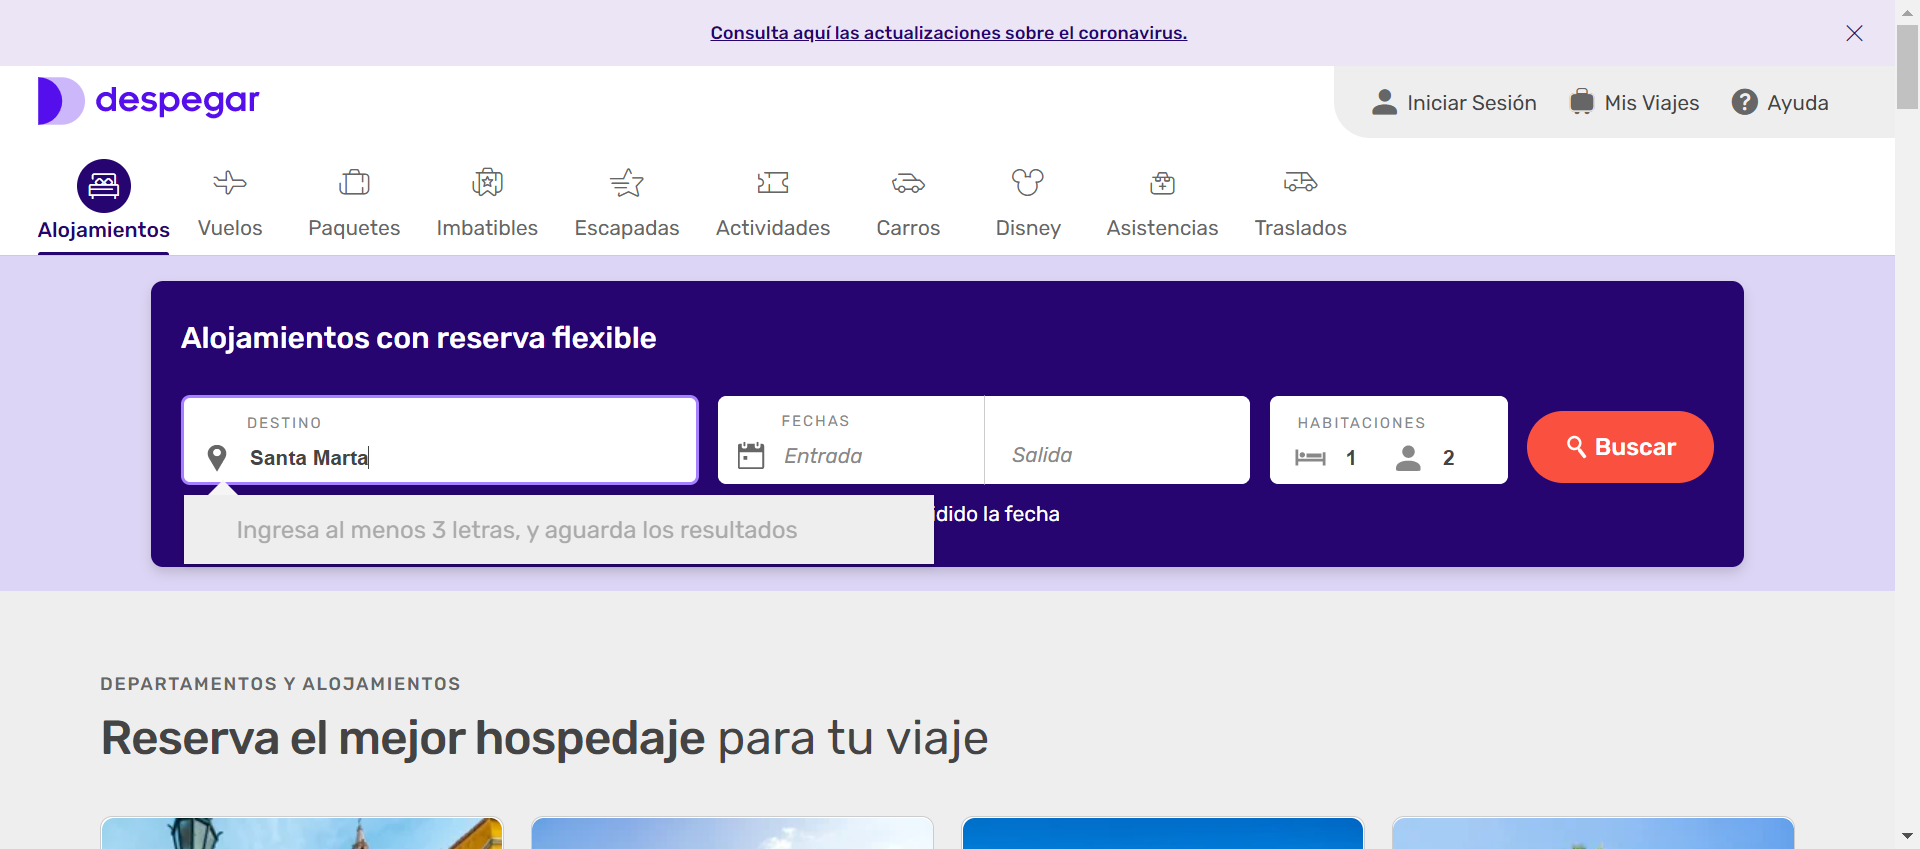 Consulta aquí las actualizaciones sobre el coronavirus.
despegar
Iniciar Sesión
Mis Viajes
Ayuda
Alojamientos
Vuelos
Paquetes
Imbatibles
Escapadas
Actividades
Carros
Disney
Asistencias
Traslados
Alojamientos con reserva flexible
DESTINO
Santa Marta
FECHAS
Entrada
Salida
HABITACIONES
1
2
Buscar
Ingresa al menos 3 letras, y aguarda los resultados
idido la fecha
DEPARTAMENTOS Y ALOJAMIENTOS
Reserva el mejor hospedaje para tu viaje